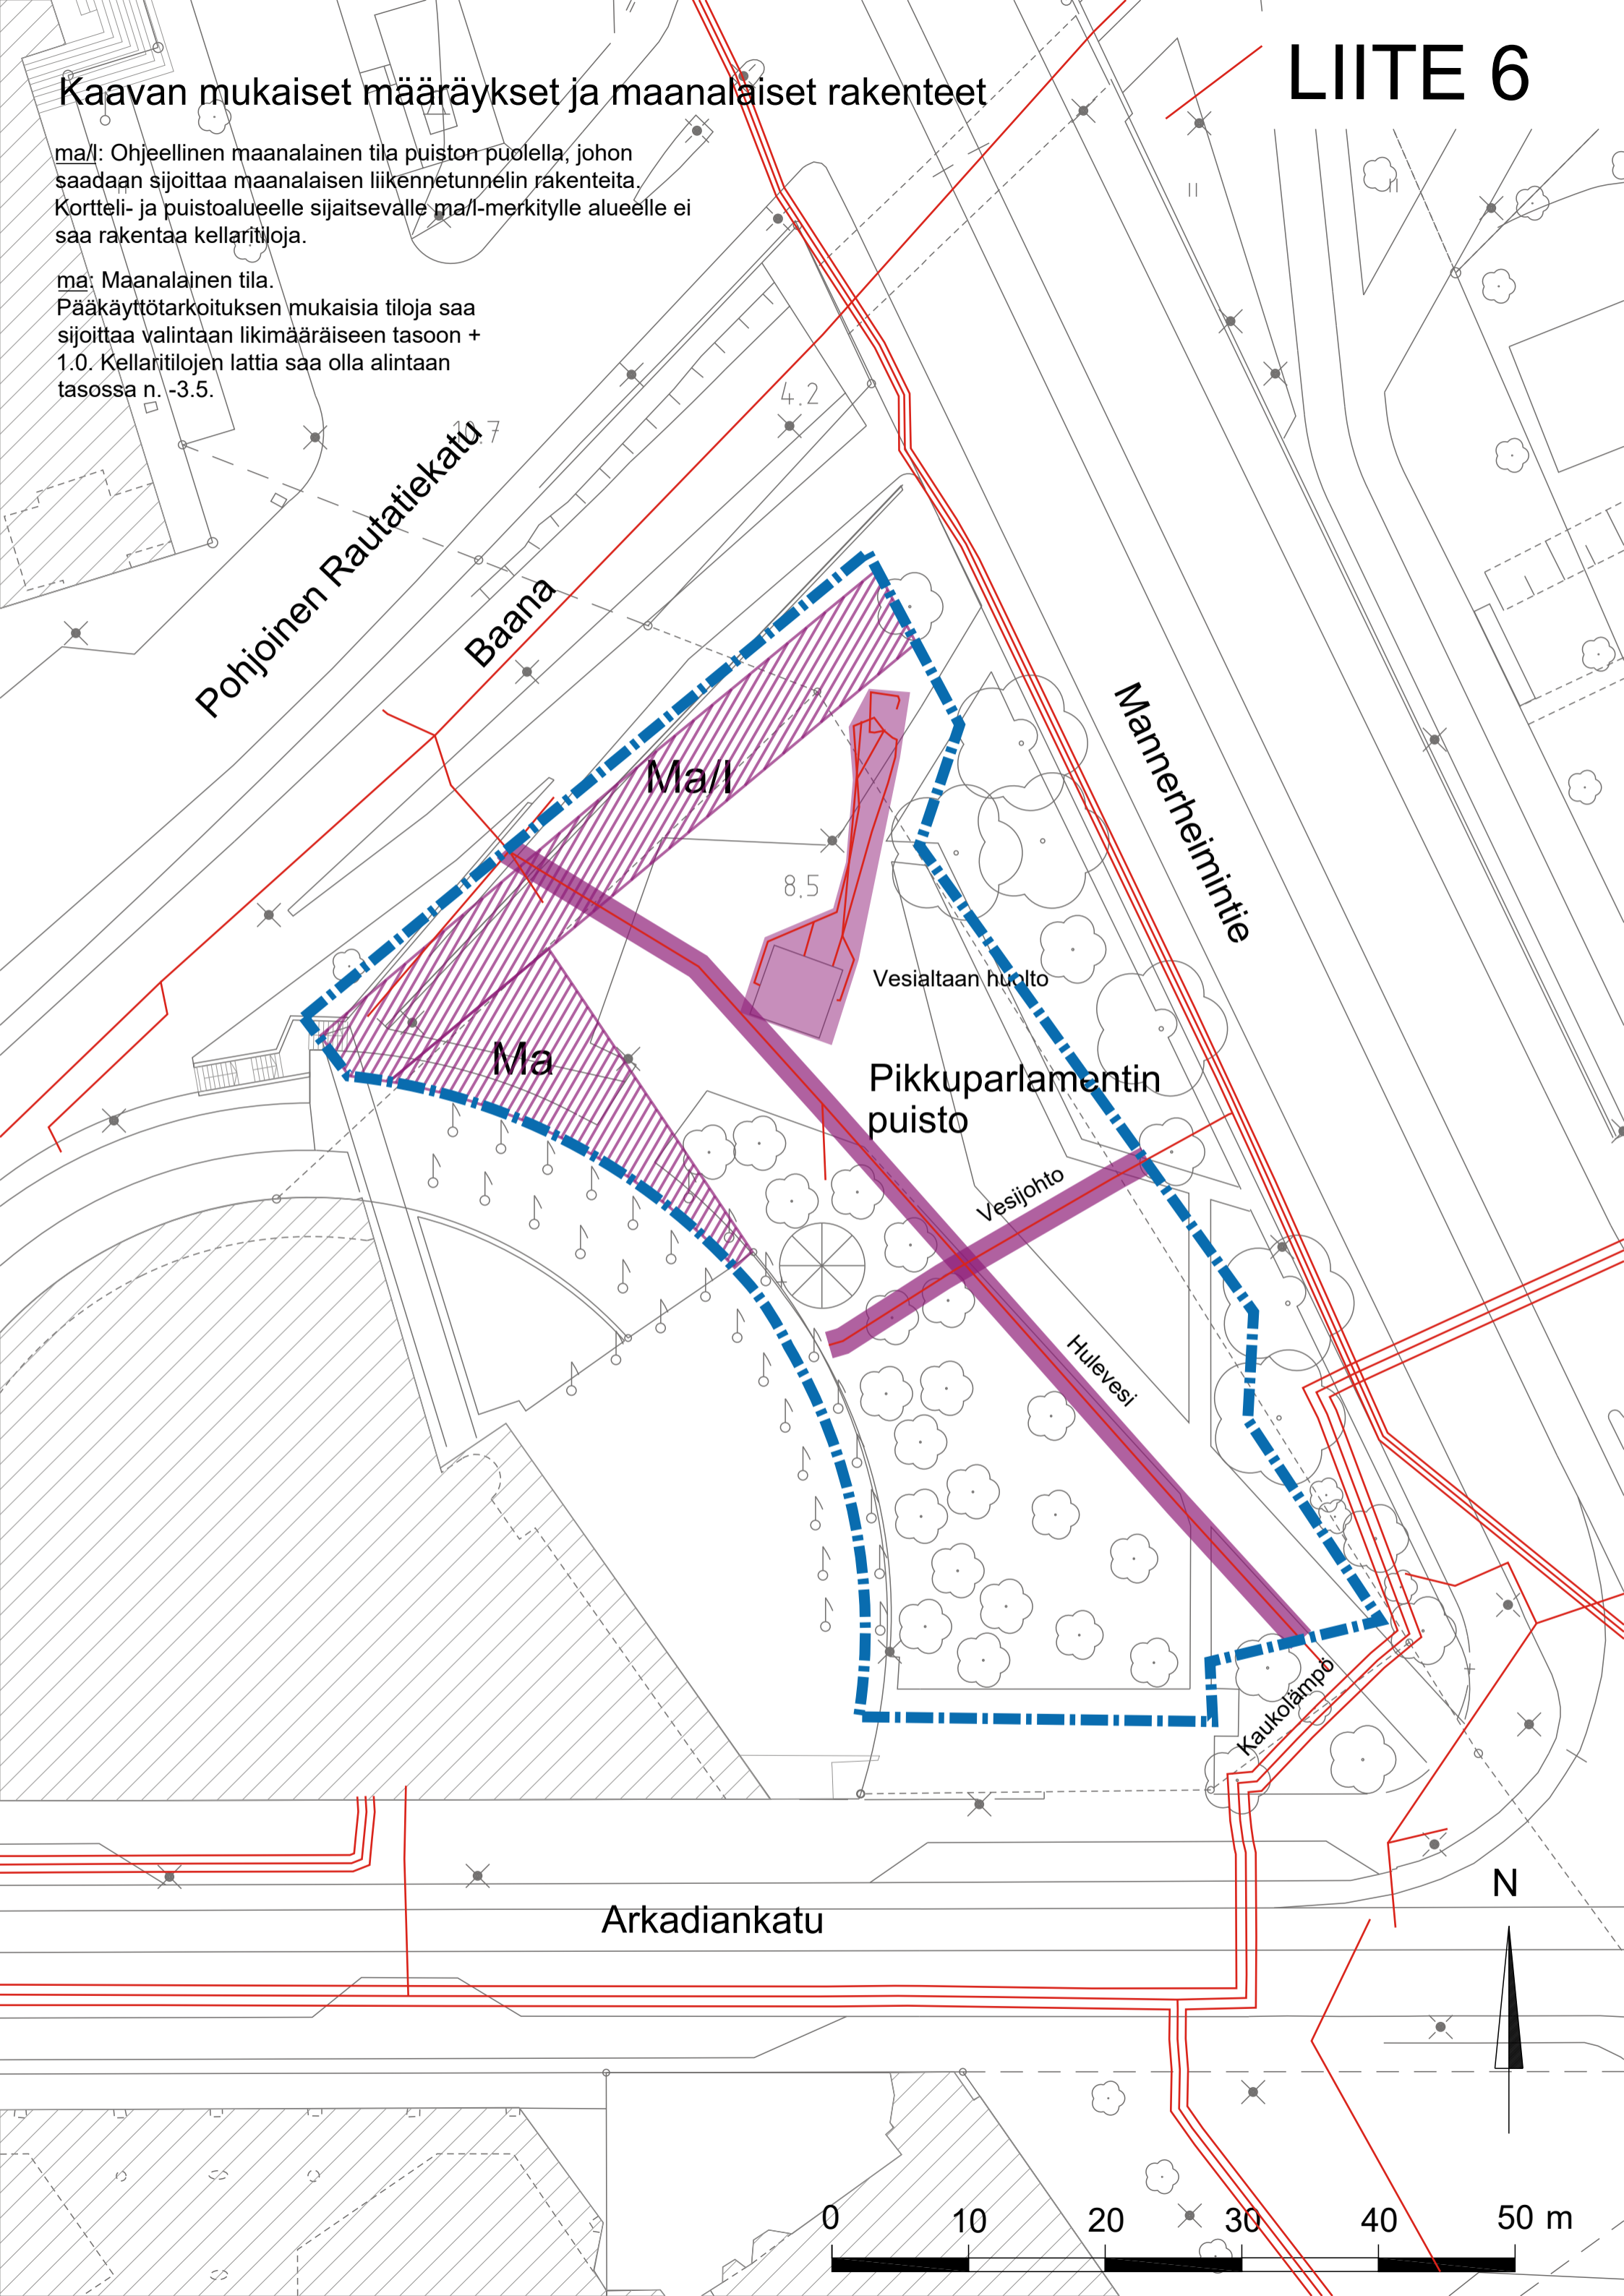 LIITE 6
Kaavan mukaiset määräykset ja maanalaiset rakenteet
ma/l: Ohjeellinen maanalainen tila puiston puolella, johon
saadaan sijoittaa maanalaisen liikennetunnelin rakenteita.
Kortteli- ja puistoalueelle sijaitsevalle ma/l-merkitylle alueelle ei
saa rakentaa kellaritiloja.
ma: Maanalainen tila.
Pääkäyttötarkoituksen mukaisia tiloja saa
sijoittaa valintaan likimääräiseen tasoon +
1.0. Kellaritilojen lattia saa olla alintaan
tasossa n. -3.5.
4.2
Pohjoinen Rautatiekatu
Baana
Mannerheimintie
Ma/l
8.5
Vesialtaan huolto
Ma
Pikkuparlamentin
puisto
Vesijohto
Hulevesi
Kaukolämpö
N
Arkadiankatu
0 10 20 30 40 50 m